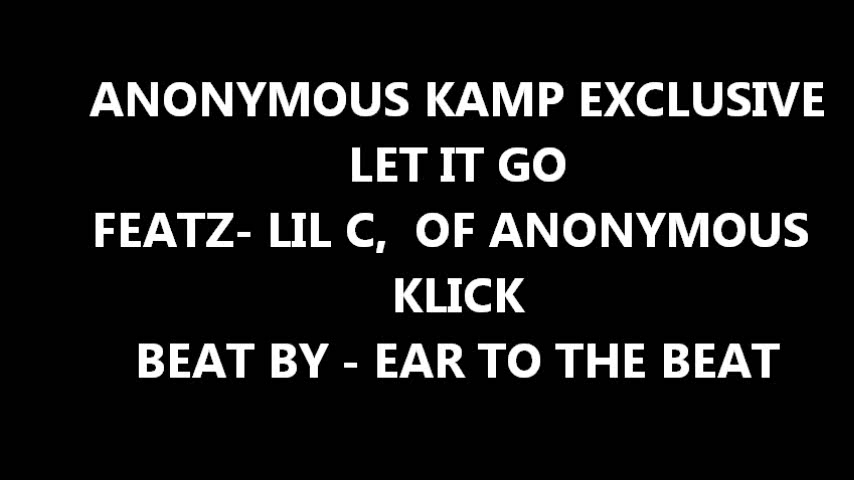 ANONYMOUS KAMP EXCLUSIVE
LET IT GO
FEATZ- LIL C,  OF ANONYMOUS
KLICK
BEAT BY - EAR TO THE BEAT